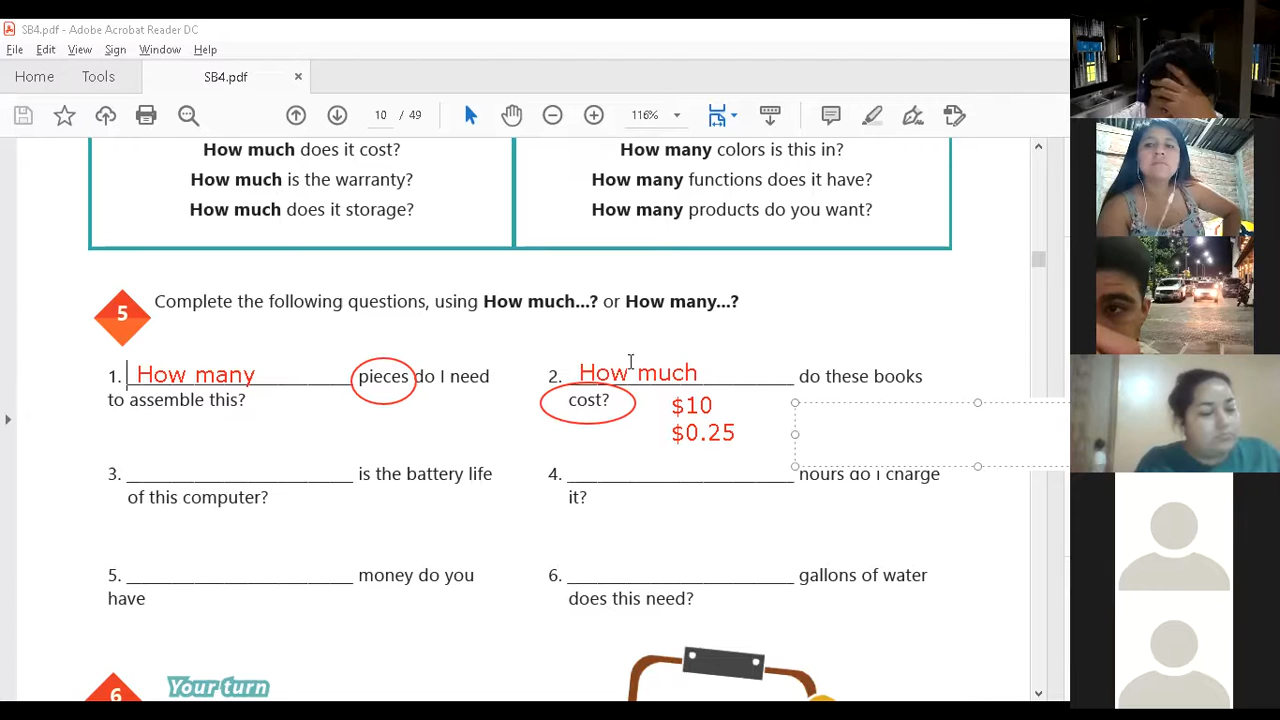 SB4.pdf - Adobe Acrobat Reader DC
File Edit View Sign Window Help
Home Tools SB4.pdf ×
10 / 49 116%
How much does it cost?
How much is the warranty?
How much does it storage?
How many colors is this in?
How many functions does it have?
How many products do you want?
5 Complete the following questions, using How much...? or How many...?
1. How many pieces do I need
to assemble this?
2. How much do these books
cost?
$10
$0.25
3. ____ is the battery life
of this computer?
4. ____ hours do I charge
it?
5. ____ money do you
have
6. ____ gallons of water
does this need?
6 Your turn